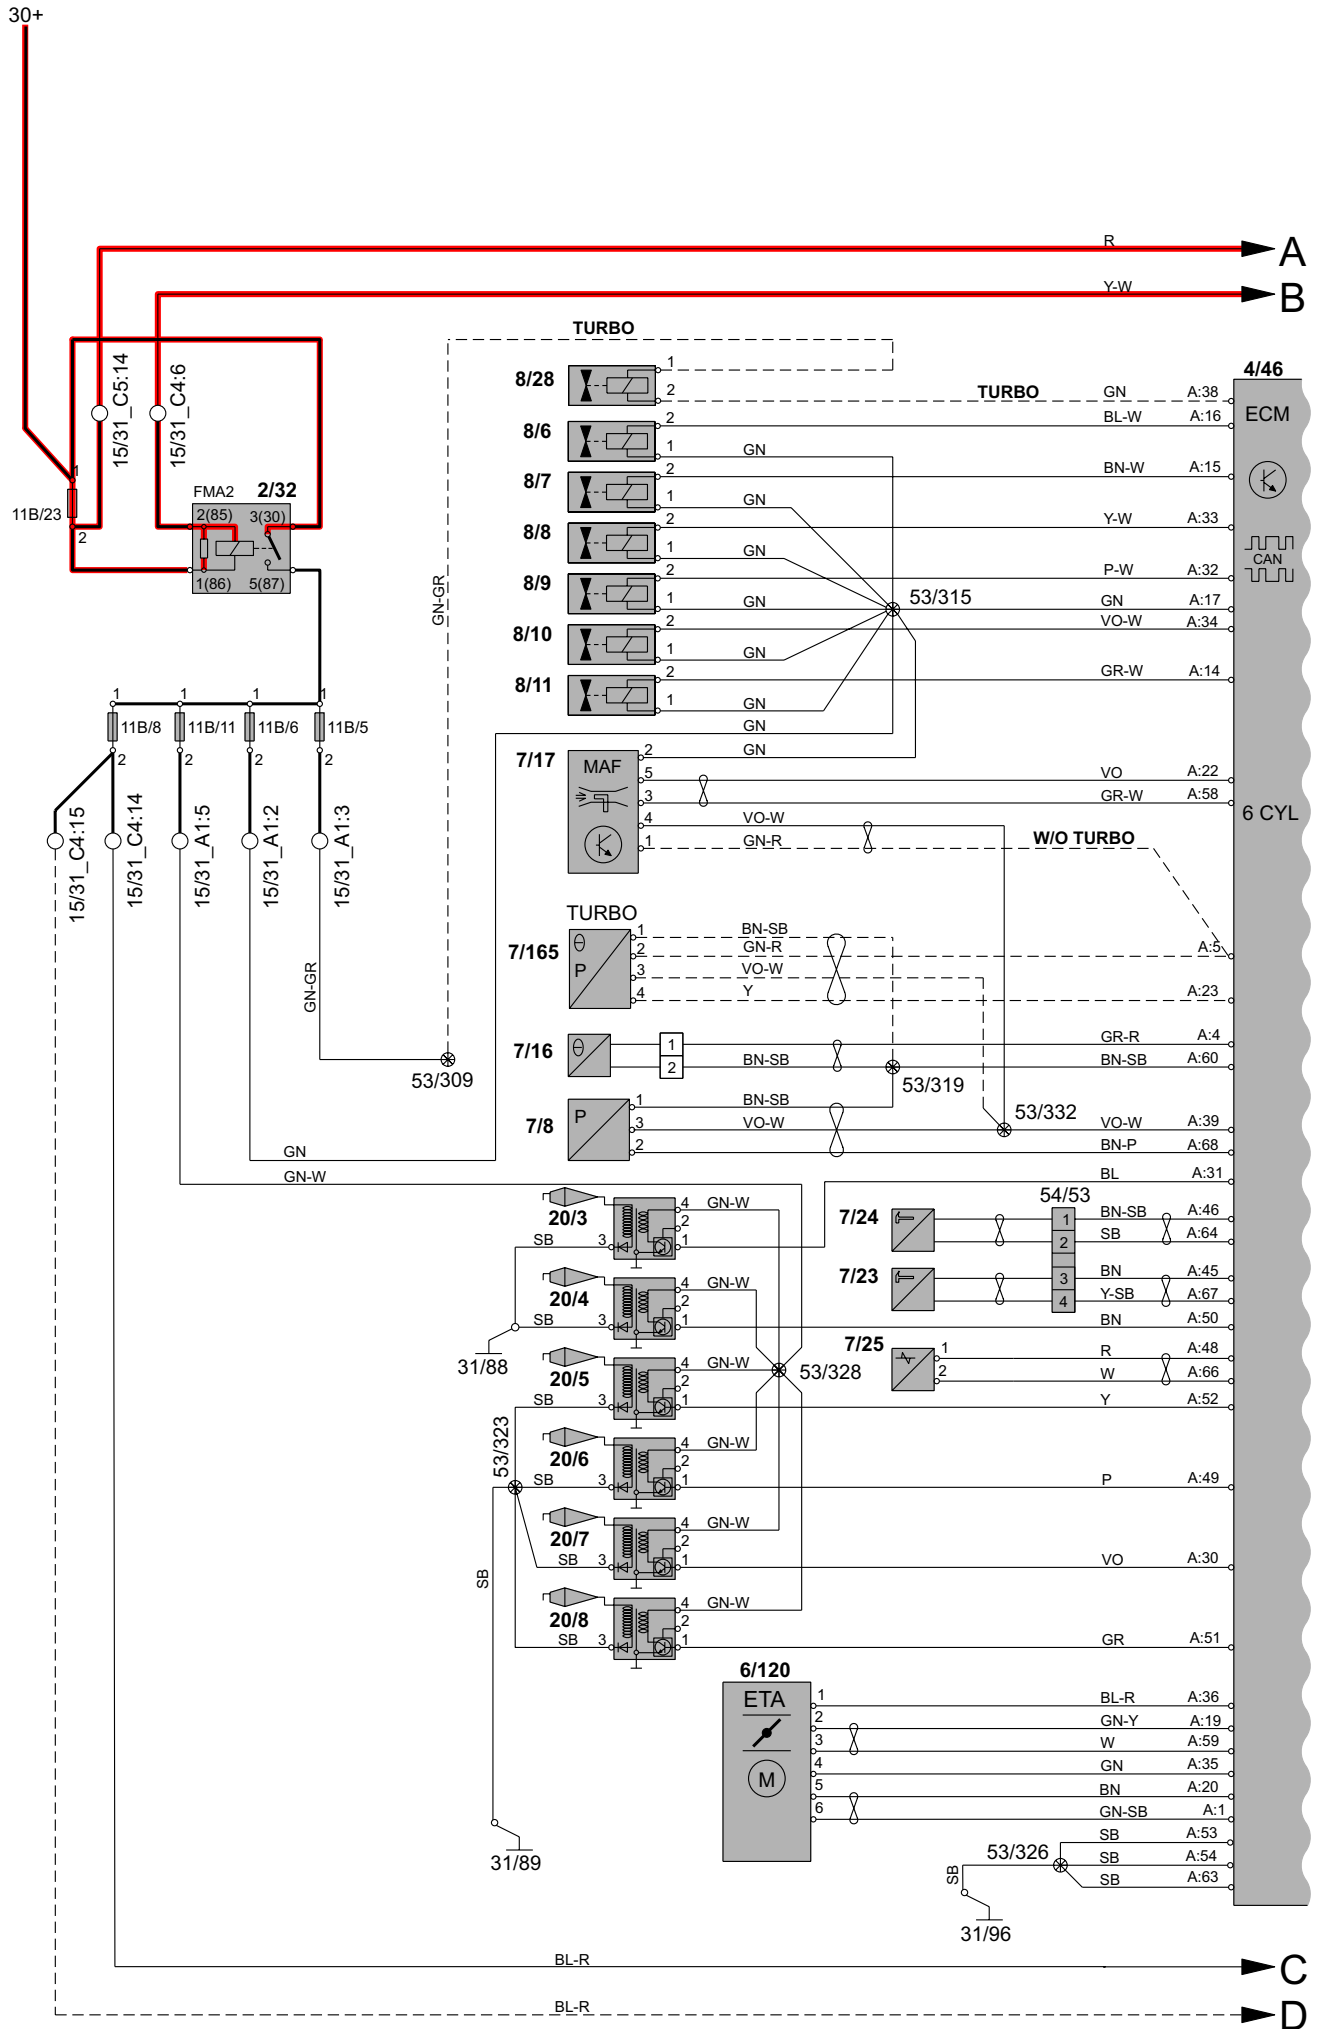 30+
R
A
Y-W
B
TURBO
15/31_C5:14
15/31_C4:6
8/28
1
2
TURBO
GN
A:38
4/46
ECM
8/6
2
BL-W
A:16
1
GN
1
11B/23
2
FMA2
2/32
2(85)
3(30)
1(86)
5(87)
8/7
2
BN-W
A:15
1
GN
8/8
2
Y-W
A:33
CAN
1
GN
8/9
2
P-W
A:32
1
GN
53/315
GN
A:17
8/10
2
VO-W
A:34
1
GN
8/11
2
GR-W
A:14
1
GN
GN
GN-GR
1
1
1
1
11B/8
11B/11
11B/6
11B/5
2
2
2
2
15/31_C4:15
15/31_C4:14
15/31_A1:5
15/31_A1:2
15/31_A1:3
7/17
MAF
2
GN
5
VO
A:22
3
GR-W
A:58
4
VO-W
1
GN-R
W/O TURBO
6 CYL
TURBO
7/165
P
1
BN-SB
2
GN-R
A:5
3
VO-W
4
Y
A:23
GN-GR
53/309
7/16
1
GR-R
A:4
2
BN-SB
BN-SB
A:60
53/319
7/8
P
1
BN-SB
53/332
3
VO-W
VO-W
A:39
2
BN-P
A:68
GN
GN-W
BL
A:31
20/3
4
GN-W
2
SB
3
1
7/24
54/53
1
BN-SB
A:46
2
SB
A:64
7/23
3
BN
A:45
4
Y-SB
A:67
20/4
4
GN-W
2
SB
3
1
BN
A:50
31/88
7/25
1
R
A:48
2
W
A:66
20/5
4
GN-W
53/328
2
SB
3
1
Y
A:52
53/323
20/6
4
GN-W
2
SB
3
1
P
A:49
20/7
4
GN-W
2
SB
3
1
VO
A:30
SB
20/8
4
GN-W
2
SB
3
1
GR
A:51
6/120
ETA
M
1
BL-R
A:36
2
GN-Y
A:19
3
W
A:59
4
GN
A:35
5
BN
A:20
6
GN-SB
A:1
31/89
SB
A:53
53/326
SB
A:54
SB
A:63
SB
31/96
BL-R
C
BL-R
D